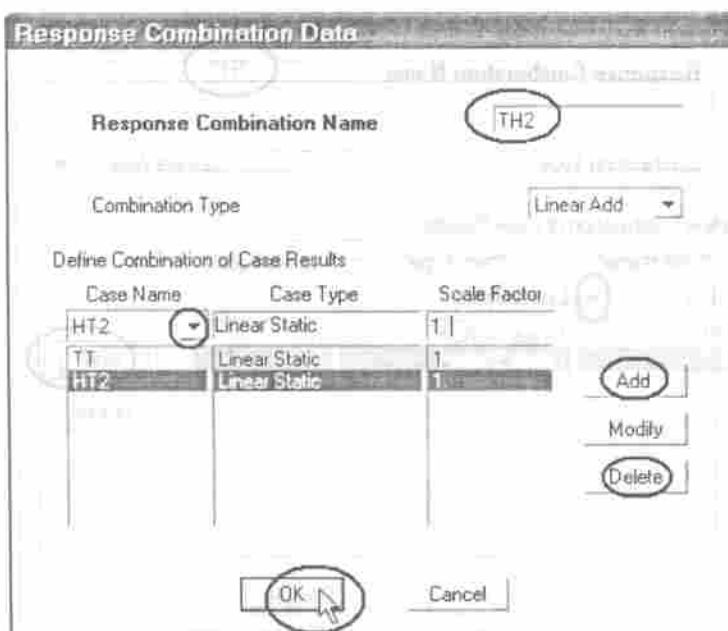 Response Combination Data
Response Combination Name TH2
Combination Type Linear Add
Define Combination of Case Results
Case Name Case Type Scale Factor
HT2 Linear Static 1.
TT Linear Static 1.
HT2 Linear Static 1.
Add
Modify
Delete
OK Cancel